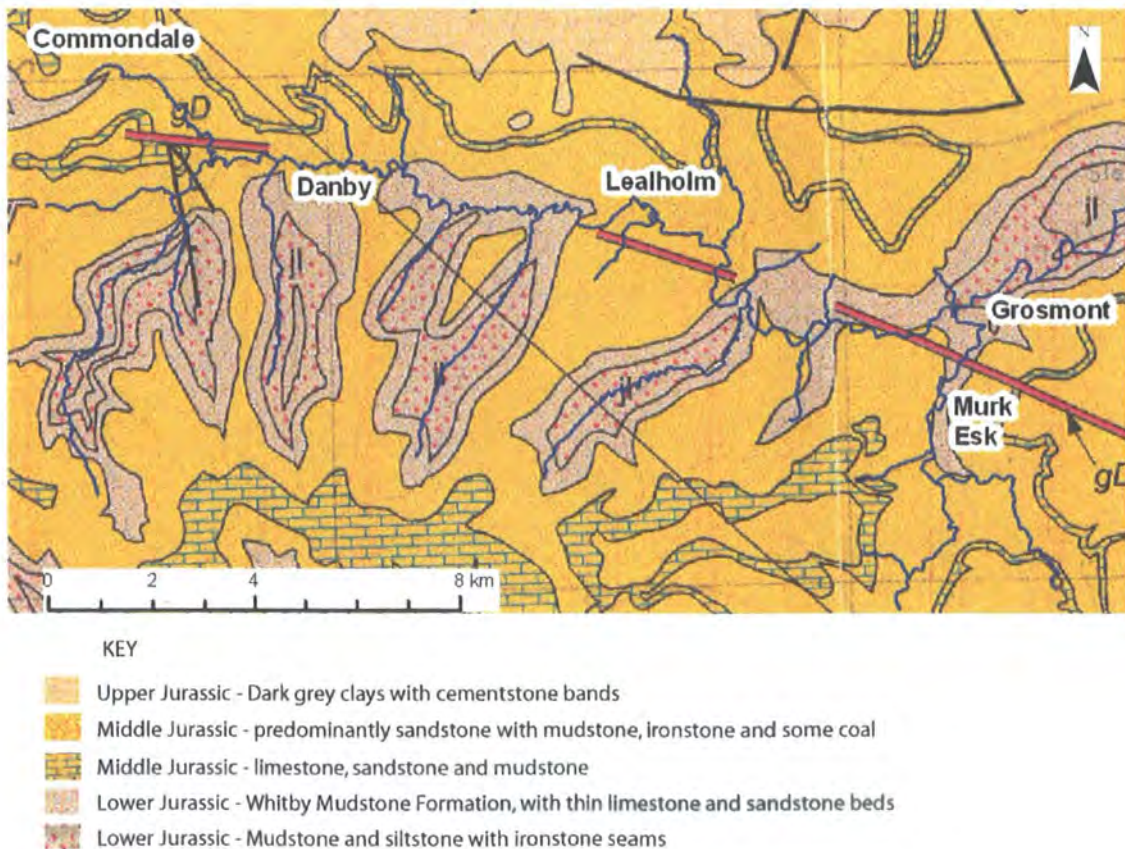 Commondale
N
gD
Danby
Lealholm
jl
jl
jl
jl
Grosmont
Murk
Esk
gD
0 2 4 8 km
KEY
Upper Jurassic - Dark grey clays with cementstone bands
Middle Jurassic - predominantly sandstone with mudstone, ironstone and some coal
Middle Jurassic - limestone, sandstone and mudstone
Lower Jurassic - Whitby Mudstone Formation, with thin limestone and sandstone beds
Lower Jurassic - Mudstone and siltstone with ironstone seams